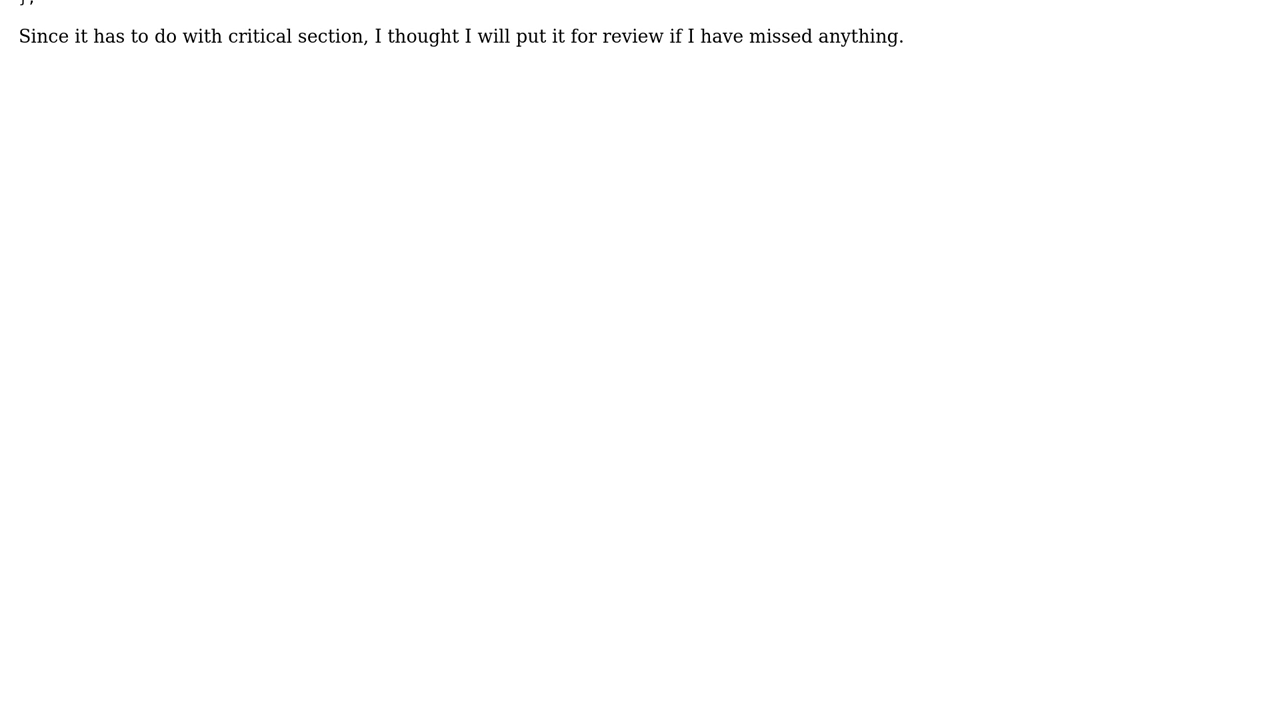 };
Since it has to do with critical section, I thought I will put it for review if I have missed anything.